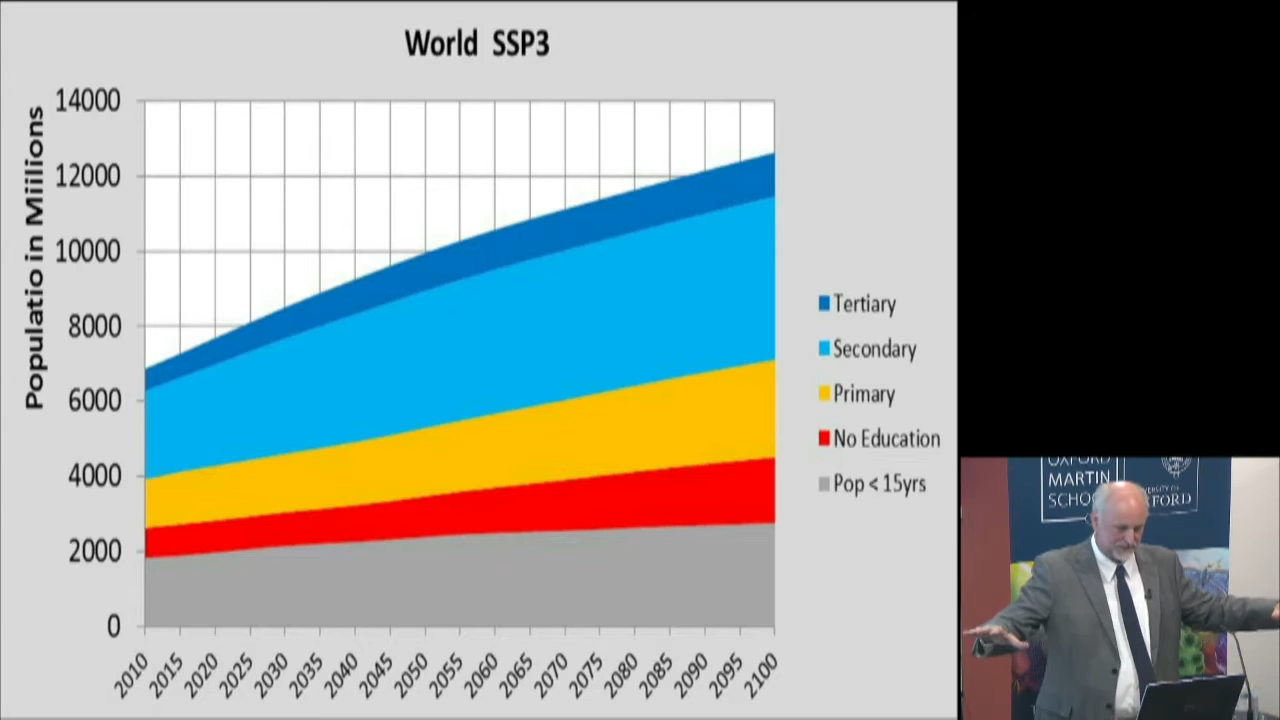 World SSP3
Populatio in Miillions
14000
12000
10000
8000
6000
4000
2000
0
2010
2015
2020
2025
2030
2035
2040
2045
2050
2055
2060
2065
2070
2075
2080
2085
2090
2095
2100
Tertiary
Secondary
Primary
No Education
Pop < 15yrs
OXFORD
MARTIN
SCHOO